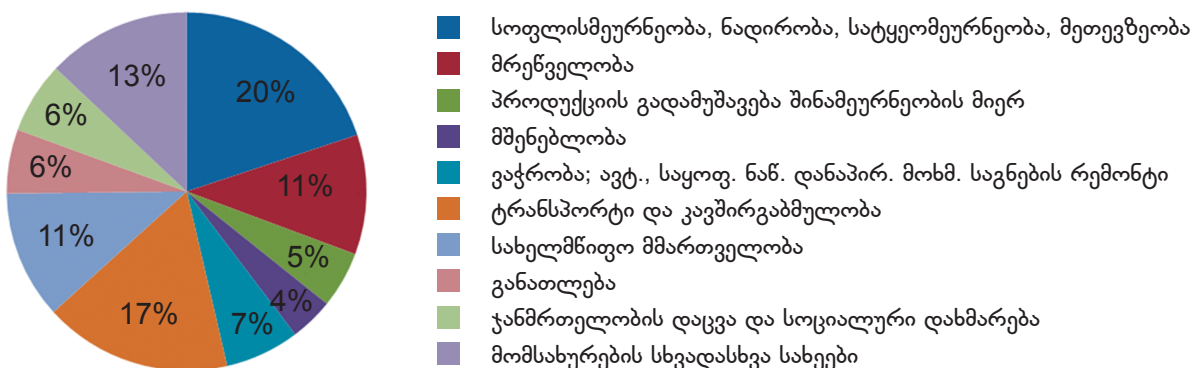 20%
11%
5%
4%
7%
17%
11%
6%
6%
13%
სოფლისმეურნეობა, ნადირობა, სატყეომეურნეობა, მეთევზეობა
მრეწველობა
პროდუქციის გადამუშავება შინამეურნეობის მიერ
მშენებლობა
ვაჭრობა; ავტ., საყოფ. ნაწ. დანაპირ. მოხმ. საგნების რემონტი
ტრანსპორტი და კავშირგაბმულობა
სახელმწიფო მმართველობა
განათლება
ჯანმრთელობის დაცვა და სოციალური დახმარება
მომსახურების სხვადასხვა სახეები